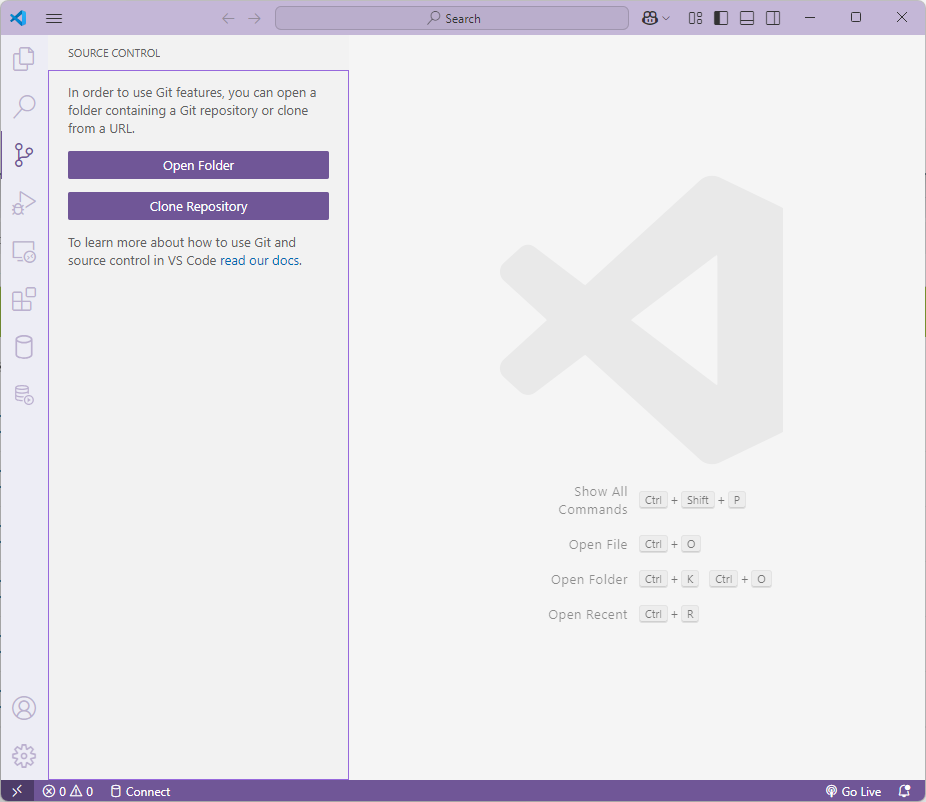 Search
SOURCE CONTROL
In order to use Git features, you can open a
folder containing a Git repository or clone
from a URL.
Open Folder
Clone Repository
To learn more about how to use Git and
source control in VS Code read our docs.
Show All
Commands
Ctrl + Shift + P
Open File Ctrl + O
Open Folder Ctrl + K Ctrl + O
Open Recent Ctrl + R
0 0 Connect Go Live